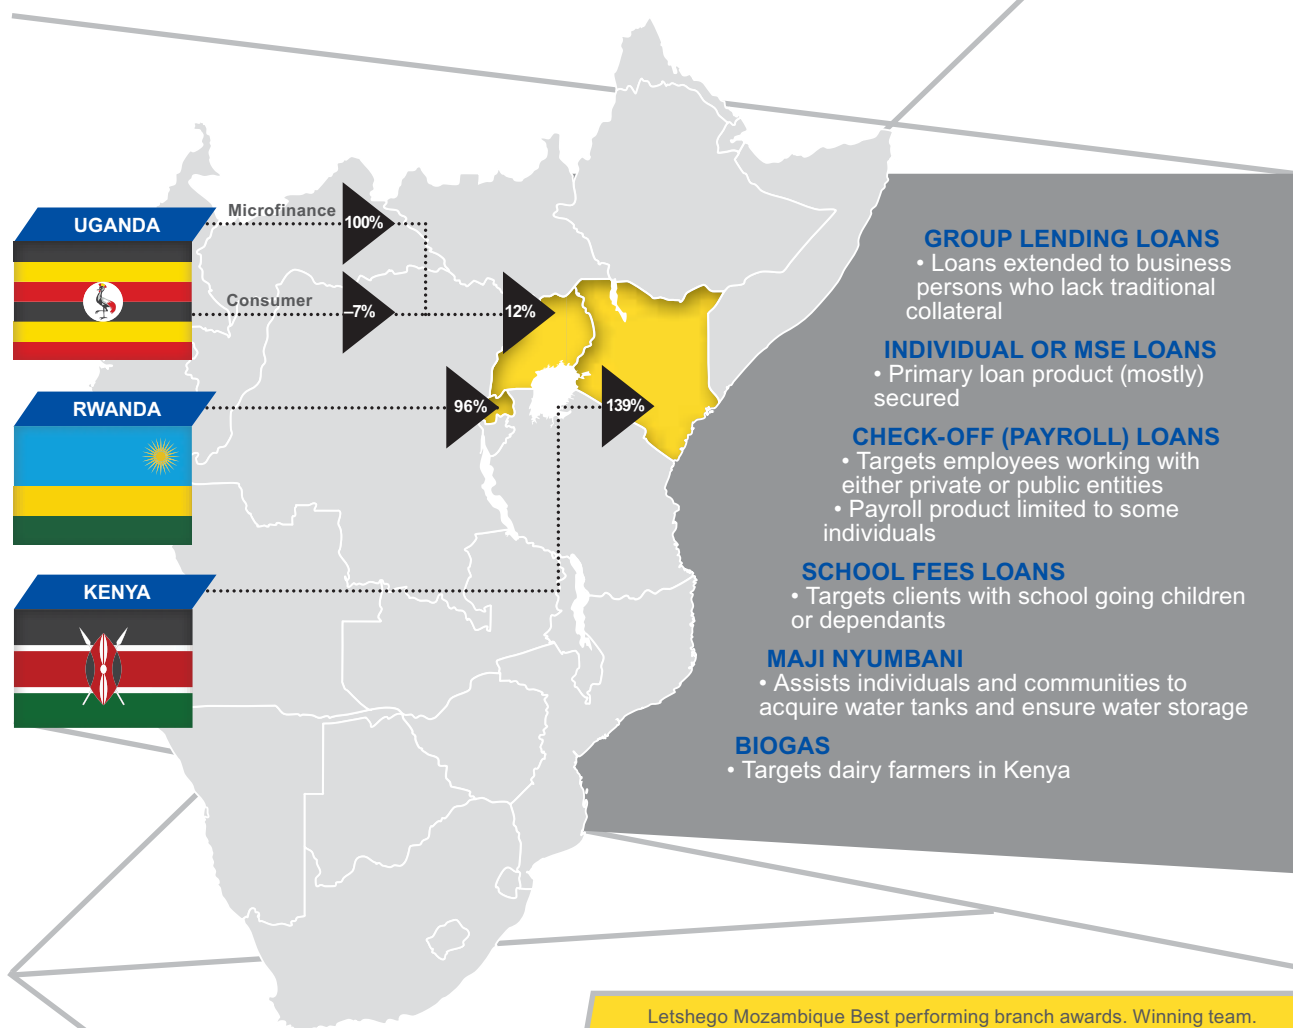 UGANDA
Microfinance
100%
Consumer
–7%
12%
RWANDA
96%
139%
KENYA
GROUP LENDING LOANS
• Loans extended to business
persons who lack traditional
collateral
INDIVIDUAL OR MSE LOANS
• Primary loan product (mostly)
secured
CHECK-OFF (PAYROLL) LOANS
• Targets employees working with
either private or public entities
• Payroll product limited to some
individuals
SCHOOL FEES LOANS
• Targets clients with school going children
or dependants
MAJI NYUMBANI
• Assists individuals and communities to
acquire water tanks and ensure water storage
BIOGAS
• Targets dairy farmers in Kenya
Letshego Mozambique Best performing branch awards. Winning team.